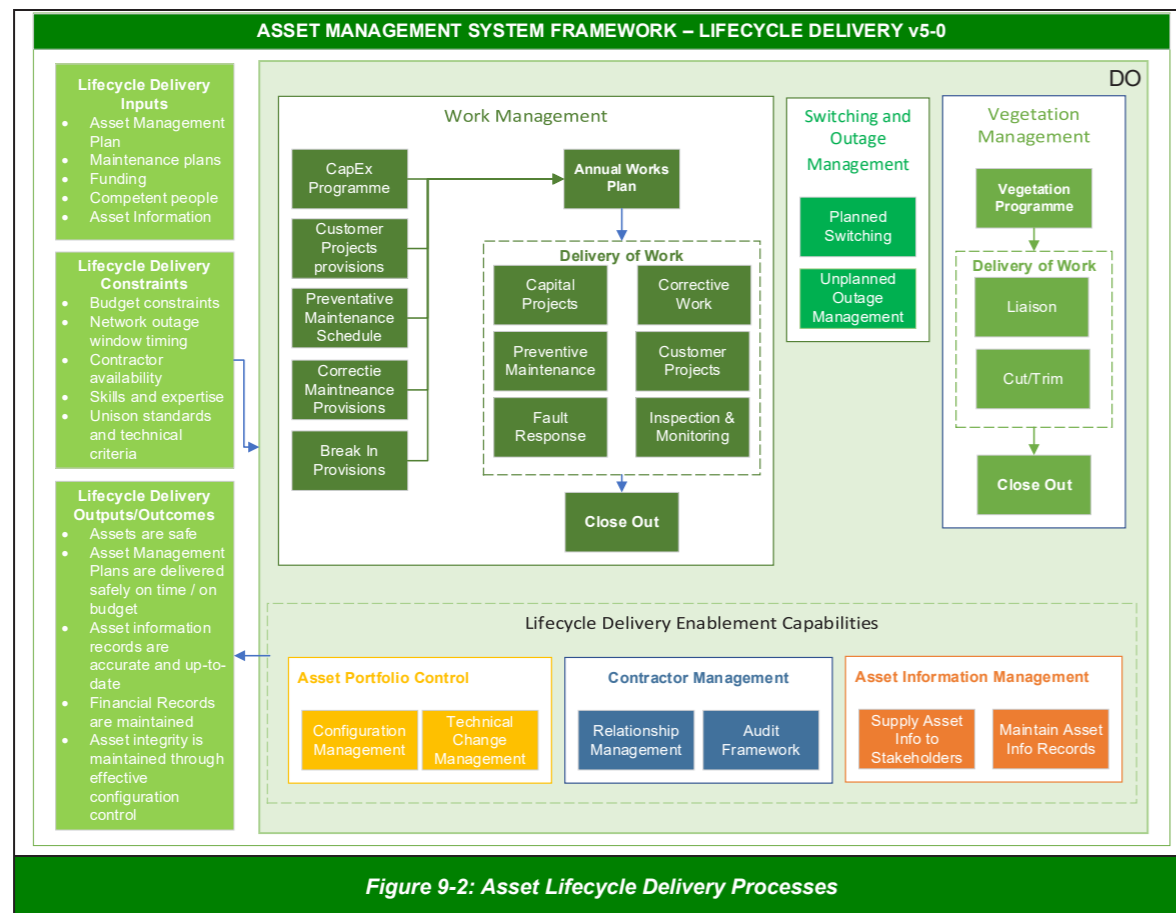 ASSET MANAGEMENT SYSTEM FRAMEWORK – LIFECYCLE DELIVERY v5-0
Lifecycle Delivery
Inputs
• Asset Management
Plan
• Maintenance plans
• Funding
• Competent people
• Asset Information
Lifecycle Delivery
Constraints
• Budget constraints
• Network outage
window timing
• Contractor
availability
• Skills and expertise
• Unison standards
and technical
criteria
Lifecycle Delivery
Outputs/Outcomes
• Assets are safe
• Asset Management
Plans are delivered
safely on time / on
budget
• Asset information
records are
accurate and up-to-
date
• Financial Records
are maintained
• Asset integrity is
maintained through
effective
configuration
control
DO
Work Management
CapEx
Programme
Customer
Projects
provisions
Preventative
Maintenance
Schedule
Correctie
Maintneance
Provisions
Break In
Provisions
Annual Works
Plan
Delivery of Work
Capital
Projects
Corrective
Work
Preventive
Maintenance
Customer
Projects
Fault
Response
Inspection &
Monitoring
Close Out
Switching and
Outage
Management
Planned
Switching
Unplanned
Outage
Management
Vegetation
Management
Vegetation
Programme
Delivery of Work
Liaison
Cut/Trim
Close Out
Lifecycle Delivery Enablement Capabilities
Asset Portfolio Control
Configuration
Management
Technical
Change
Management
Contractor Management
Relationship
Management
Audit
Framework
Asset Information Management
Supply Asset
Info to
Stakeholders
Maintain Asset
Info Records
Figure 9-2: Asset Lifecycle Delivery Processes